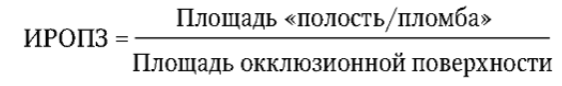 Площадь «полость/пломба»
ИРОПЗ =
Площадь окклюзионной поверхности